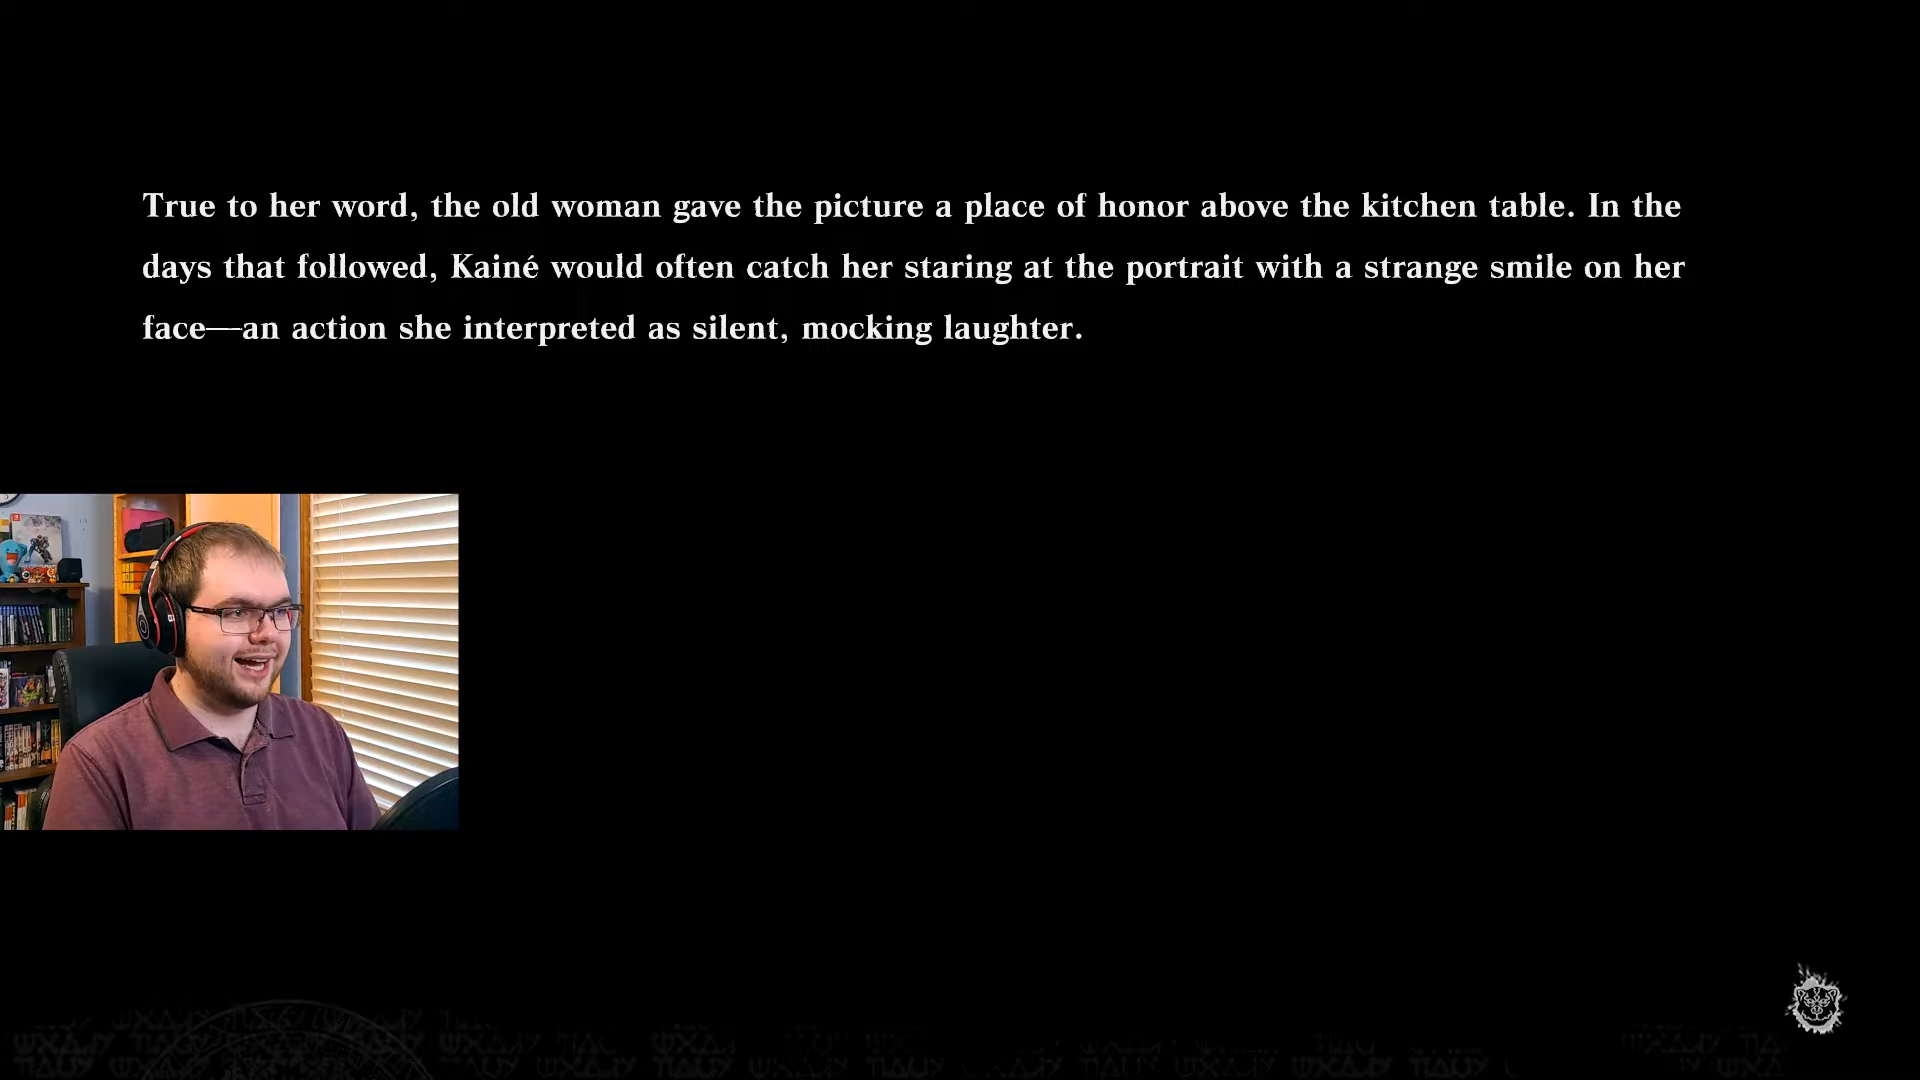 True to her word, the old woman gave the picture a place of honor above the kitchen table. In the
days that followed, Kainé would often catch her staring at the portrait with a strange smile on her
face—an action she interpreted as silent, mocking laughter.